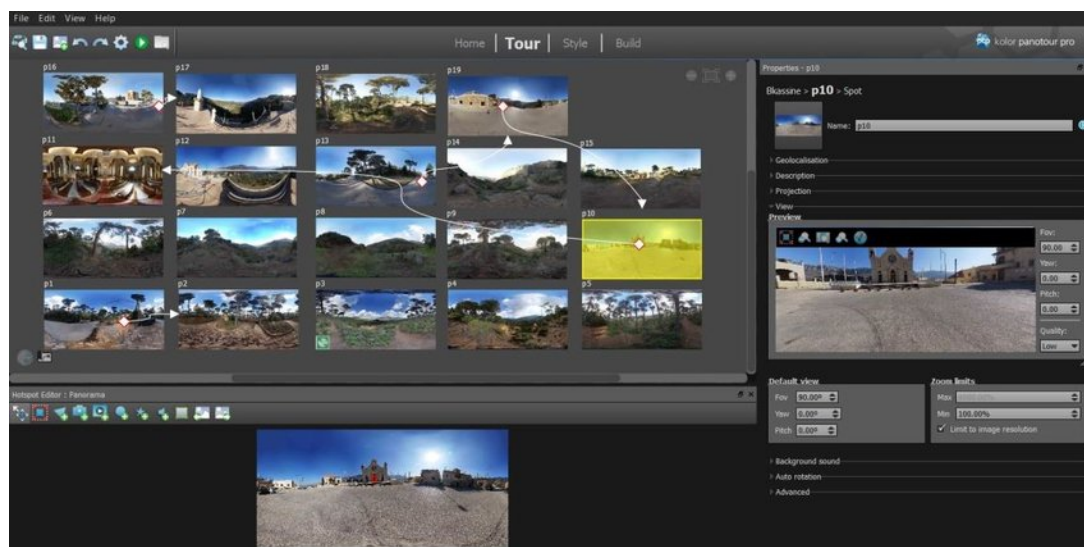 File Edit View Help
Home Tour Style Build
kolor panotour pro
p16 p17 p18 p19
p11 p12 p13 p14 p15
p6 p7 p8 p9 p10
p1 p2 p3 p4 p5
Properties - p10
Bkassine > p10 > Spot
Name: p10
Geolocalisation
Description
Projection
View
Preview
Fov:
90.00
Yaw:
0.00
Pitch:
0.00
Quality:
Low
Default view Zoom limits
Fov 90.00° Max
Yaw 0.00° Min 100.00%
Pitch 0.00° Limit to image resolution
Background sound
Auto rotation
Advanced
Hotspot Editor : Panorama